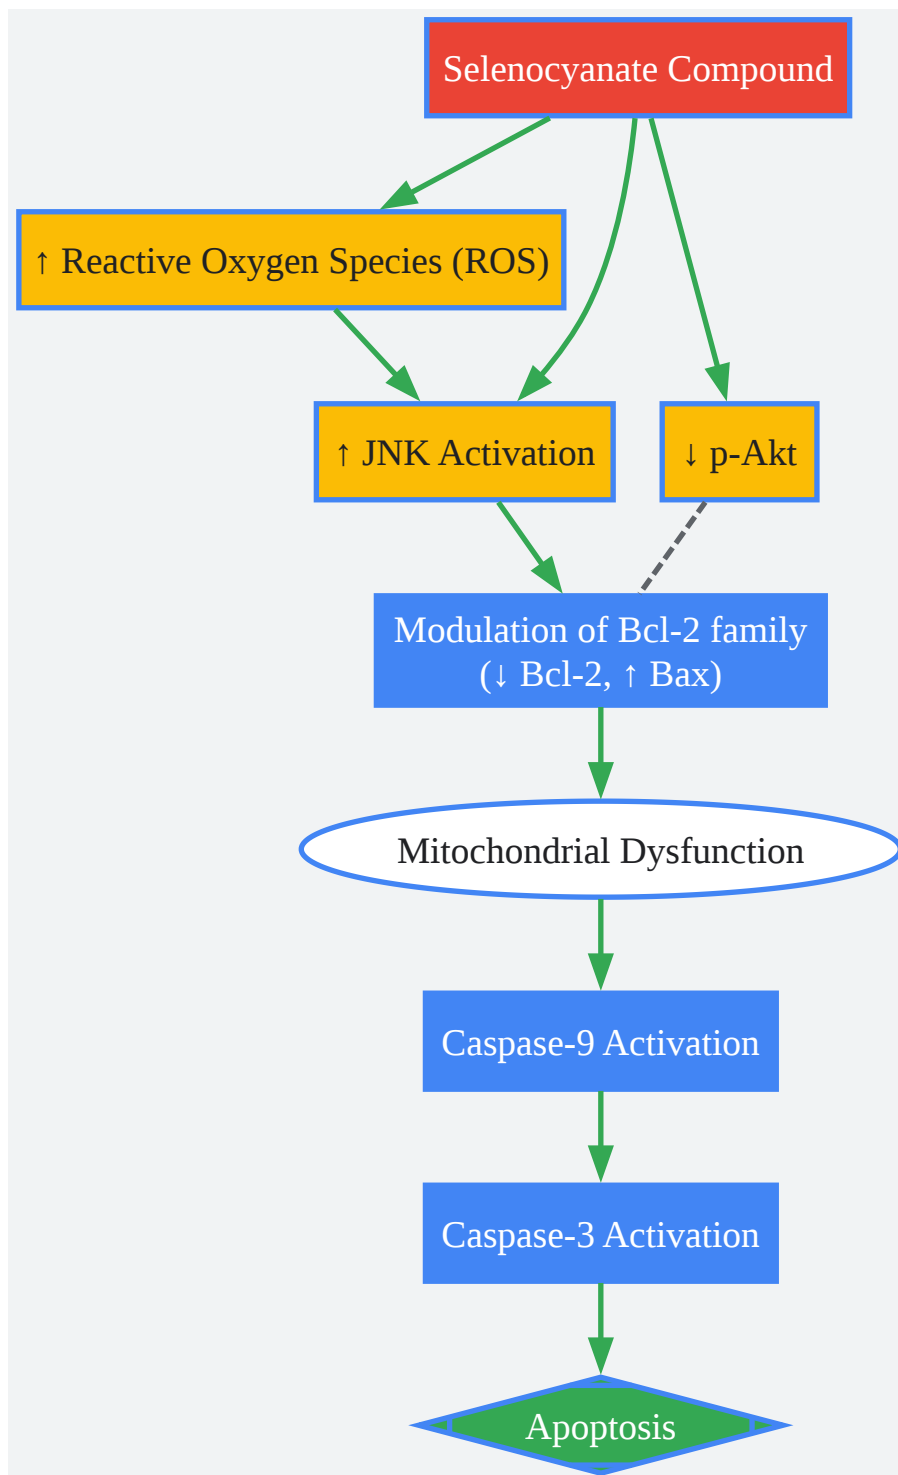 Selenocyanate Compound
↑ Reactive Oxygen Species (ROS)
↑ JNK Activation
↓ p-Akt
Modulation of Bcl-2 family
(↓ Bcl-2, ↑ Bax)
Mitochondrial Dysfunction
Caspase-9 Activation
Caspase-3 Activation
Apoptosis